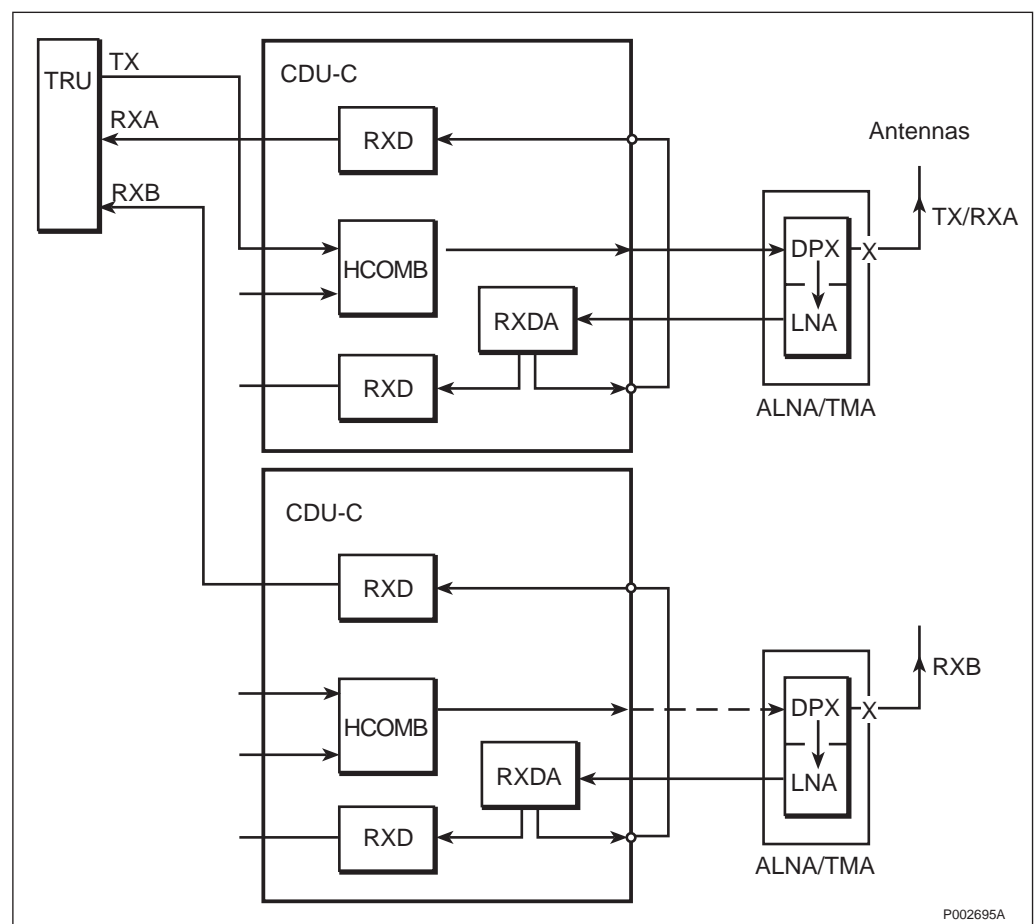 TRU
TX
RXA
RXB
CDU-C
RXD
HCOMB
RXDA
RXD
Antennas
TX/RXA
DPX
X
LNA
ALNA/TMA
CDU-C
RXD
HCOMB
RXDA
RXD
RXB
DPX
X
LNA
ALNA/TMA
P002695A